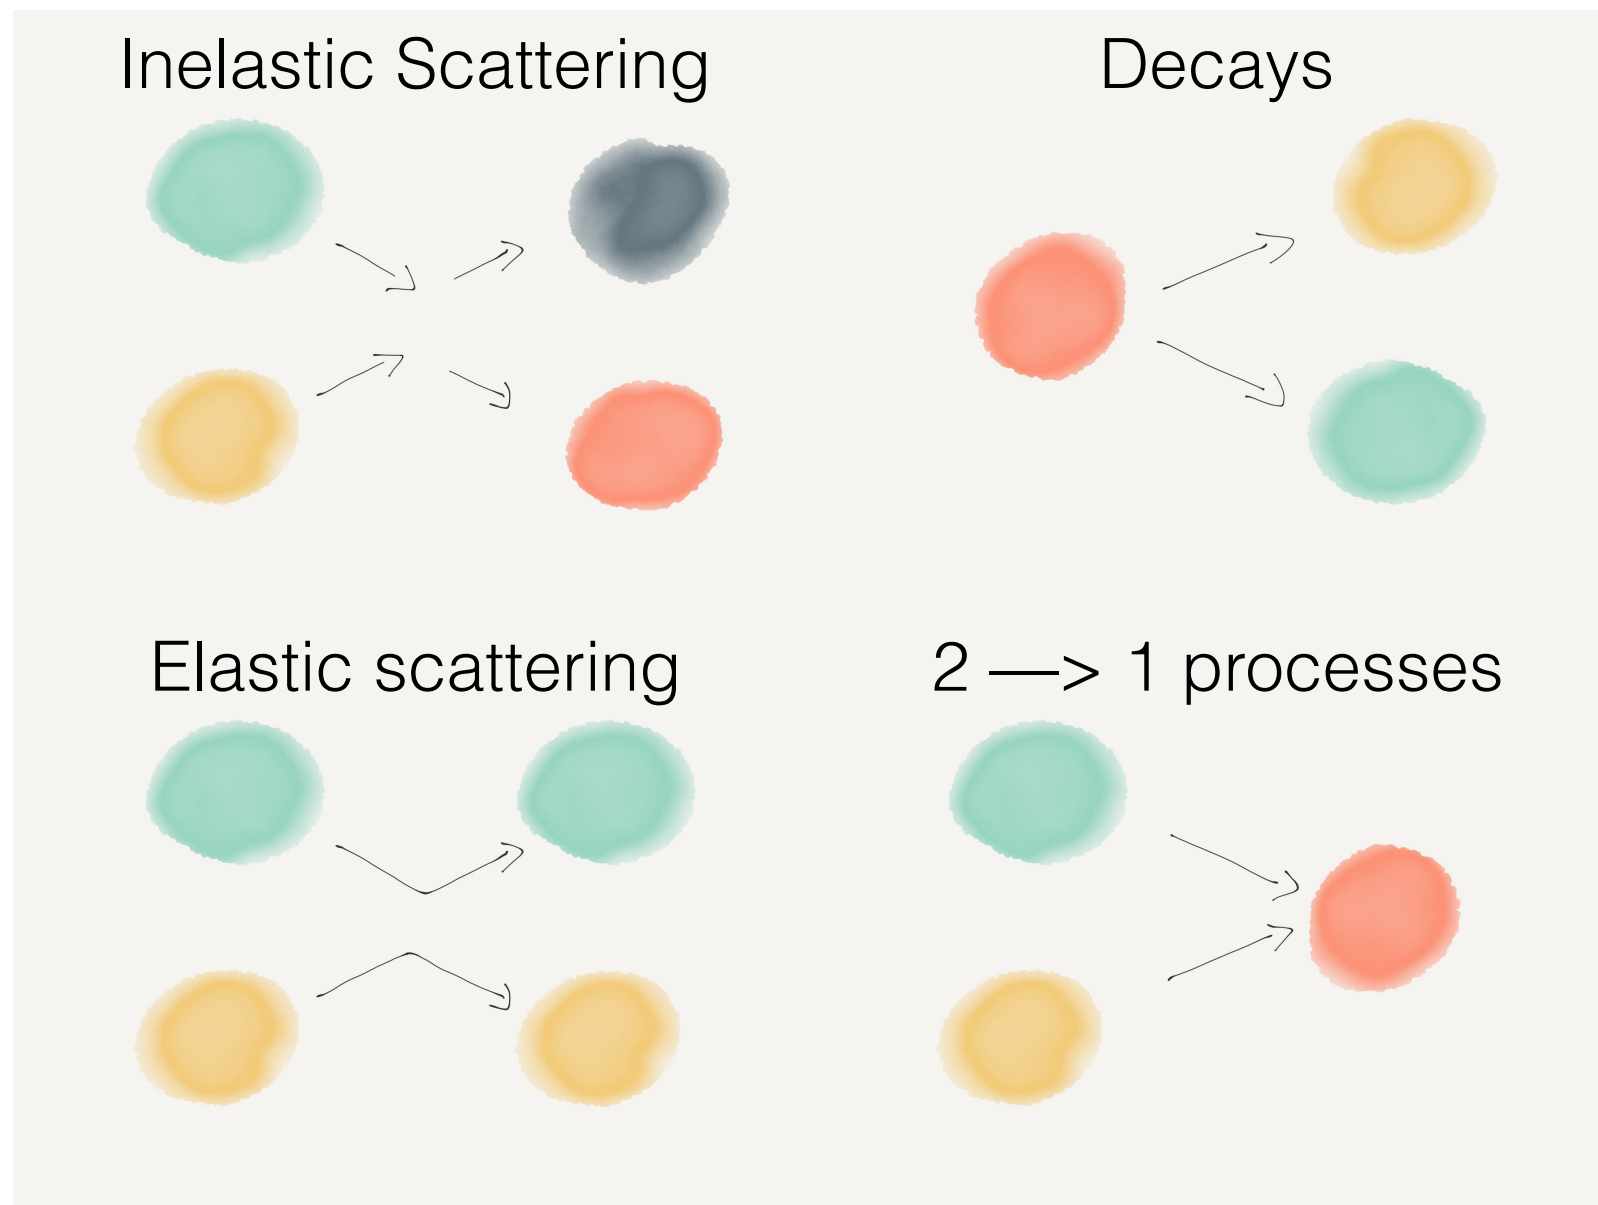 Inelastic Scattering
Decays
Elastic scattering
2 —> 1 processes